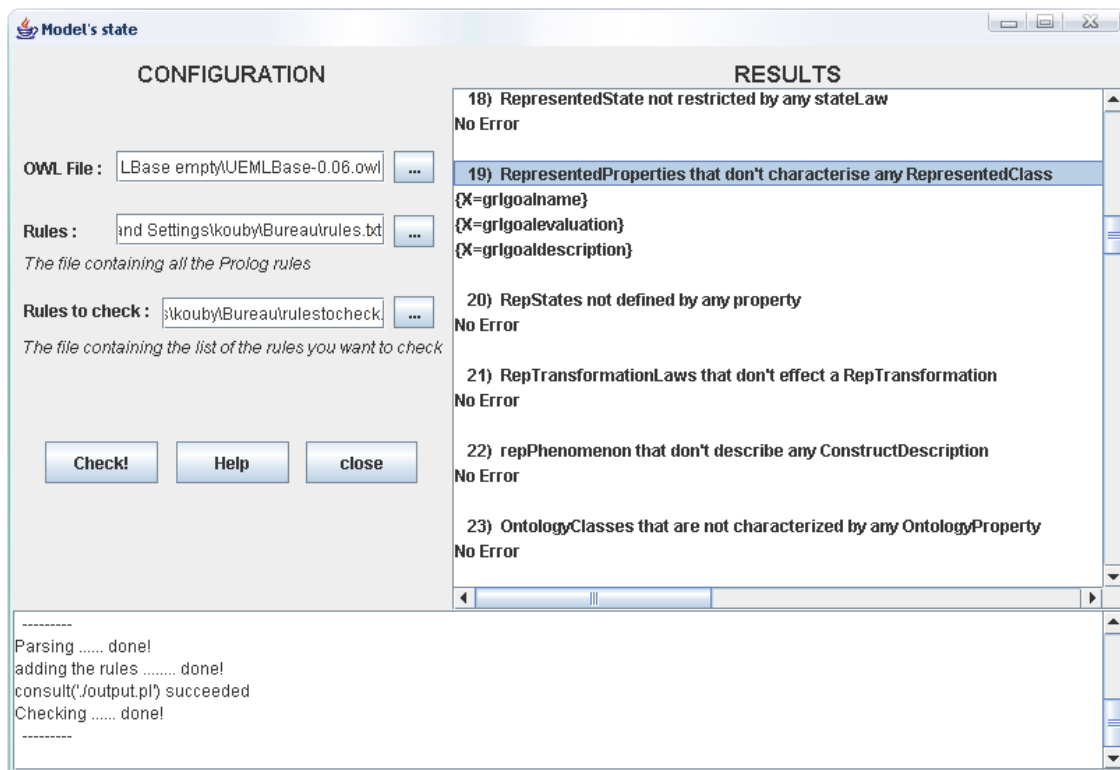 Model's state
CONFIGURATION
OWL File :
LBase empty\UEMLBase-0.06.owl
...
Rules :
and Settings\kouby\Bureau\rules.txt
...
The file containing all the Prolog rules
Rules to check :
s\kouby\Bureau\rulestocheck.
...
The file containing the list of the rules you want to check
Check!
Help
close
RESULTS
18) RepresentedState not restricted by any stateLaw
No Error
19) RepresentedProperties that don't characterise any RepresentedClass
{X=grlgoalname}
{X=grlgoalevaluation}
{X=grlgoaldescription}
20) RepStates not defined by any property
No Error
21) RepTransformationLaws that don't effect a RepTransformation
No Error
22) repPhenomenon that don't describe any ConstructDescription
No Error
23) OntologyClasses that are not characterized by any OntologyProperty
No Error
---------
Parsing ...... done!
adding the rules ........ done!
consult('./output.pl') succeeded
Checking ...... done!
---------